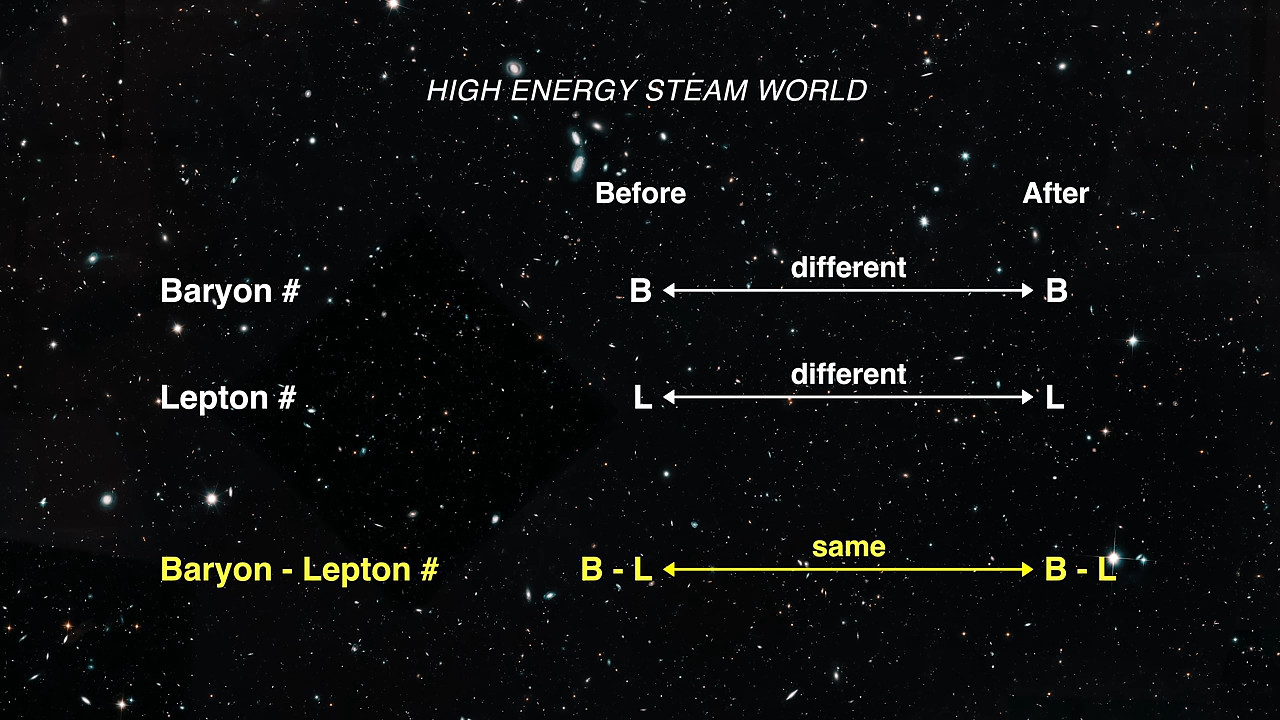 HIGH ENERGY STEAM WORLD
Before After
different
Baryon # B B
different
Lepton # L L
same
Baryon - Lepton # B - L B - L